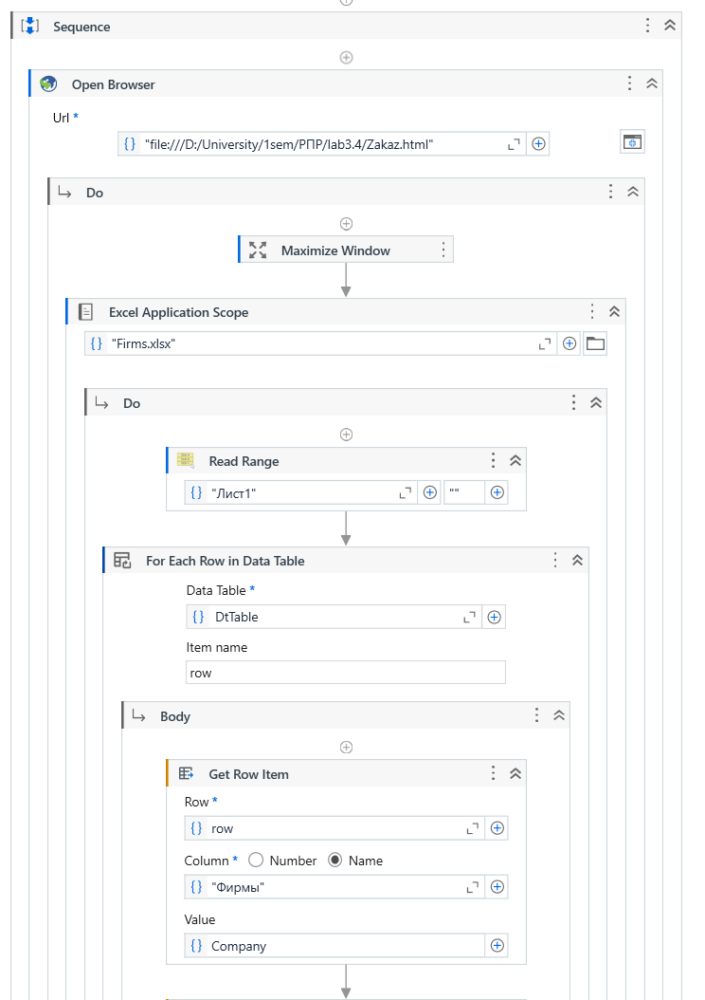 Sequence
Open Browser
Url *
"file:///D:/University/1sem/РПР/lab3.4/Zakaz.html"
Do
Maximize Window
Excel Application Scope
"Firms.xlsx"
Do
Read Range
"Лист1" ""
For Each Row in Data Table
Data Table *
DtTable
Item name
row
Body
Get Row Item
Row *
row
Column * Number Name
"Фирмы"
Value
Company